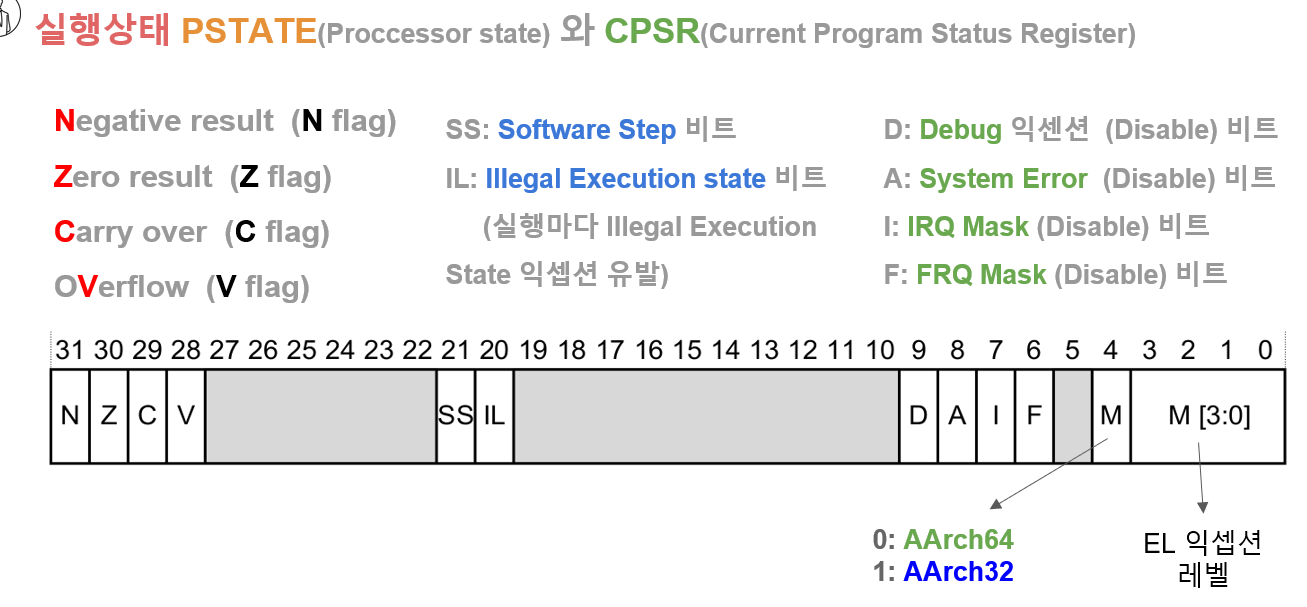 실행상태 PSTATE(Proccessor state) 와 CPSR(Current Program Status Register)
Negative result (N flag)
Zero result (Z flag)
Carry over (C flag)
OVerflow (V flag)
SS: Software Step 비트
IL: Illegal Execution state 비트
(실행마다 Illegal Execution
State 익셉션 유발)
D: Debug 익센션 (Disable) 비트
A: System Error (Disable) 비트
I: IRQ Mask (Disable) 비트
F: FRQ Mask (Disable) 비트
31 30 29 28 27 26 25 24 23 22 21 20 19 18 17 16 15 14 13 12 11 10 9 8 7 6 5 4 3 2 1 0
N Z C V SS IL D A I F M M [3:0]
0: AArch64
1: AArch32
EL 익셉션
레벨